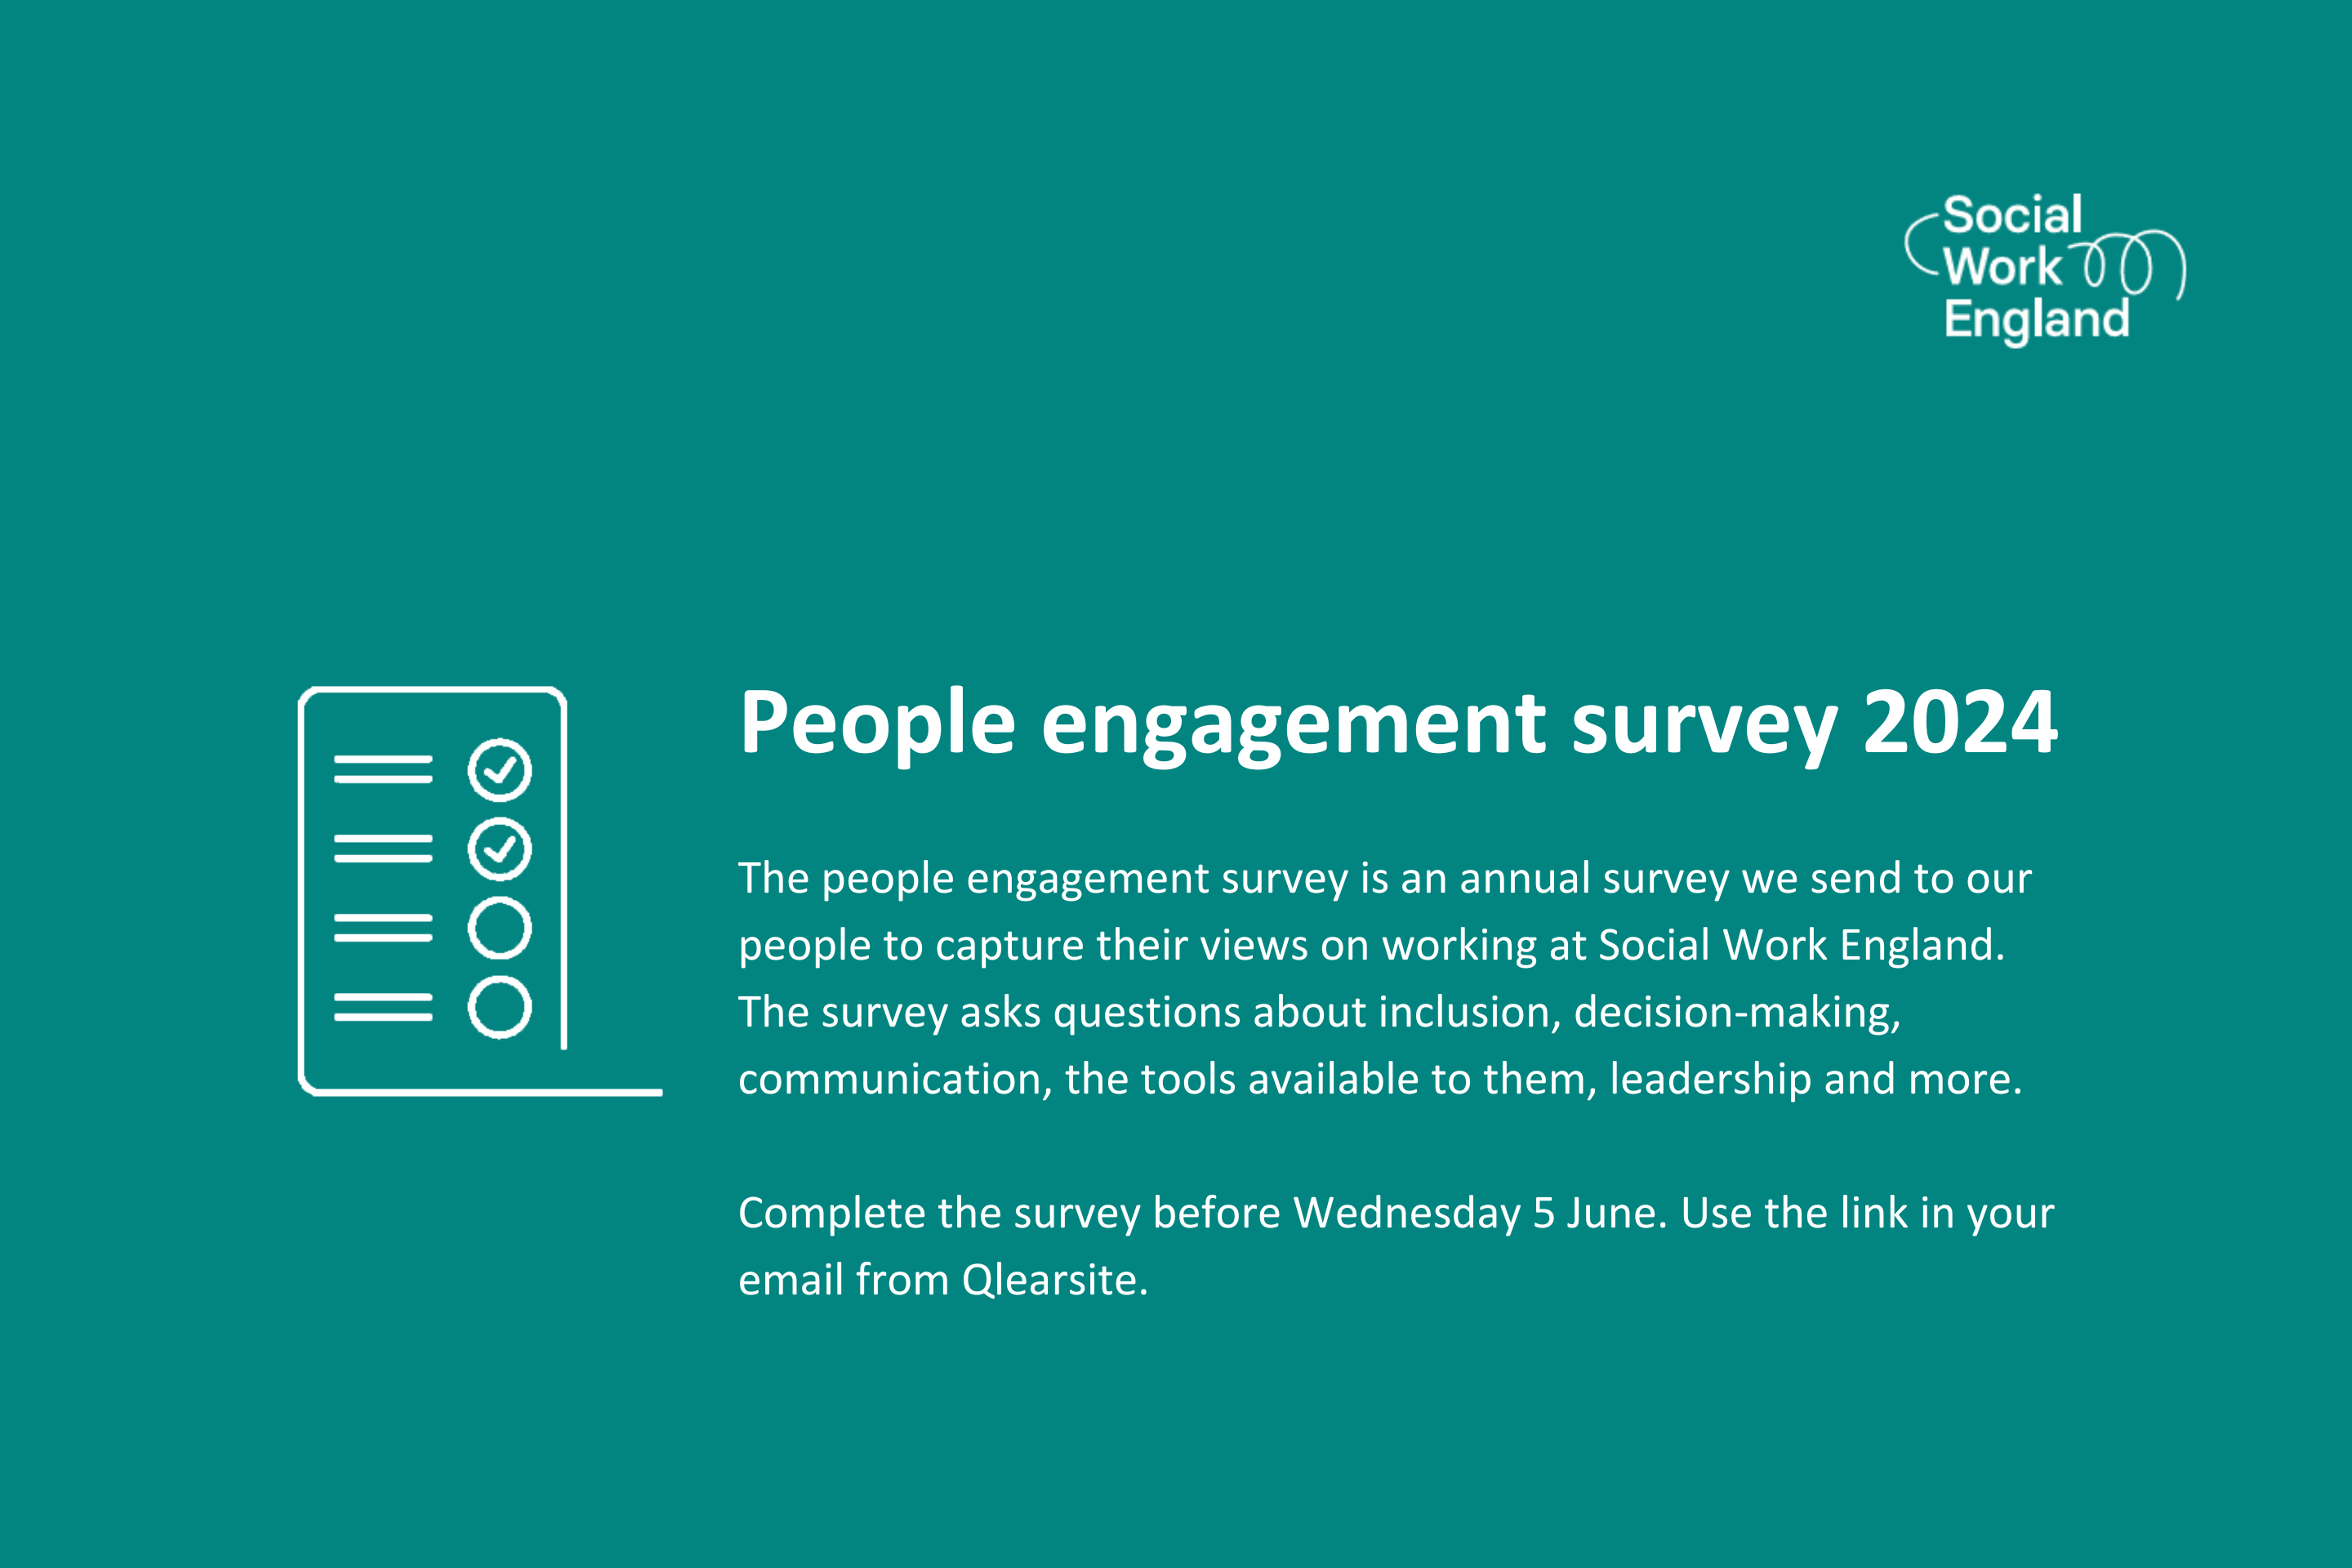 Social
Work
England
People engagement survey 2024
The people engagement survey is an annual survey we send to our
people to capture their views on working at Social Work England.
The survey asks questions about inclusion, decision-making,
communication, the tools available to them, leadership and more.
Complete the survey before Wednesday 5 June. Use the link in your
email from Qlearsite.